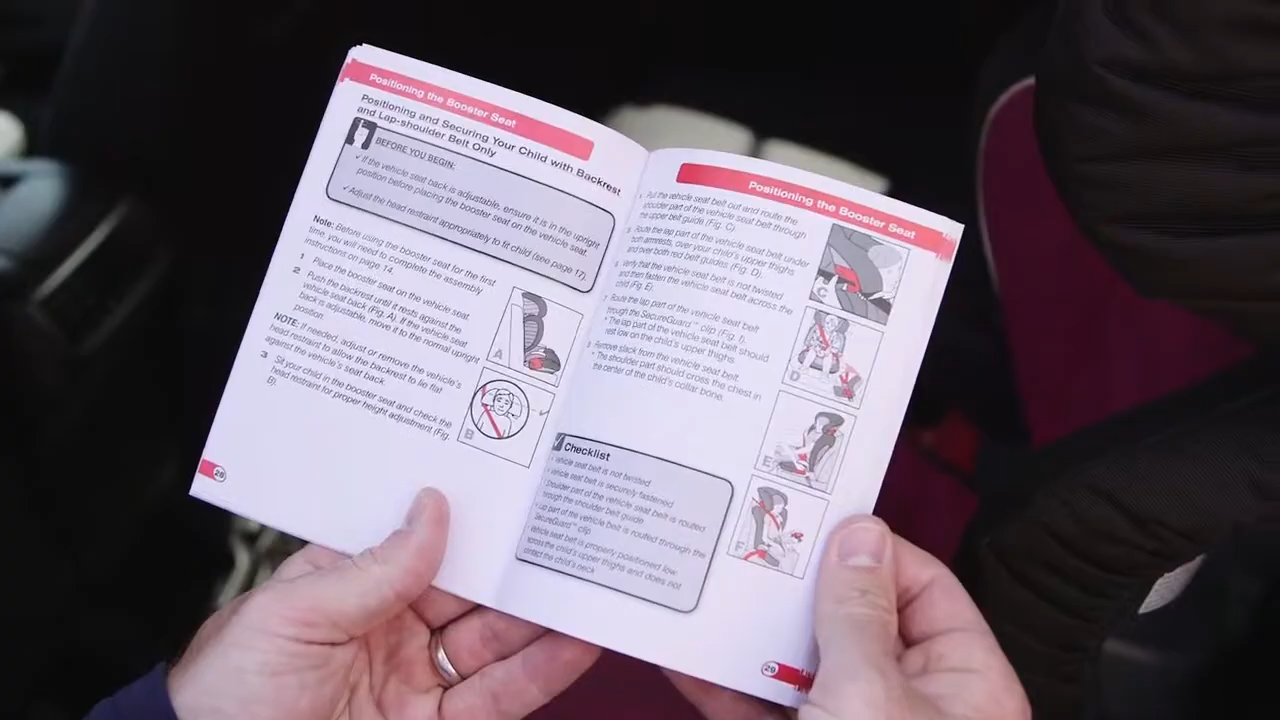 Positioning the Booster Seat
Positioning and Securing Your Child with Backrest
and Lap-shoulder Belt Only
BEFORE YOU BEGIN:
✓ If the vehicle seat back is adjustable, ensure it is in the upright
position before placing the booster seat on the vehicle seat.
✓ Adjust the head restraint appropriately to fit child (see page 17).
Note: Before using the booster seat for the first
time, you will need to complete the assembly
instructions on page 14.
1 Place the booster seat on the vehicle seat.
2 Push the backrest until it rests against the
vehicle seat back (Fig. A). If the vehicle seat
back is adjustable, move it to the normal upright
position.
NOTE: If needed, adjust or remove the vehicle's
head restraint to allow the backrest to lie flat
against the vehicle's seat back.
3 Sit your child in the booster seat and check the
head restraint for proper height adjustment (Fig.
B).
A
B
28
Positioning the Booster Seat
Pull the vehicle seat belt out and route the
shoulder part of the vehicle seat belt through
the upper belt guide (Fig. C)
Route the lap part of the vehicle seat belt under
both armrests, over your child's upper thighs
and over both red belt guides (Fig. D).
Verify that the vehicle seat belt is not twisted
and then fasten the vehicle seat belt across the
child (Fig. E).
Route the lap part of the vehicle seat belt
through the SecureGuard™ clip (Fig. F).
• The lap part of the vehicle seat belt should
rest low on the child's upper thighs.
Remove slack from the vehicle seat belt.
• The shoulder part should cross the chest in
the center of the child's collar bone.
C
D
E
F
Checklist
vehicle seat belt is not twisted
vehicle seat belt is securely fastened
shoulder part of the vehicle seat belt is routed
through the shoulder belt guide
lap part of the vehicle belt is routed through the
SecureGuard™ clip
vehicle seat belt is properly positioned low
across the child's upper thighs and does not
contact the child's neck
29